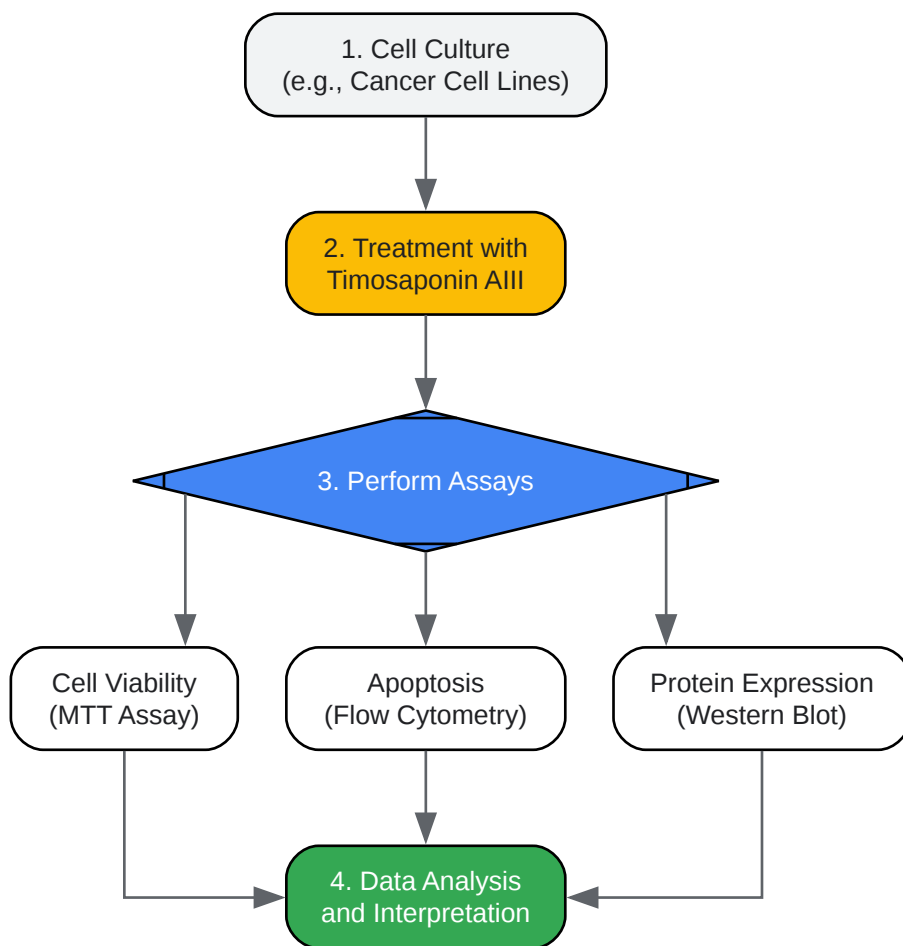 1. Cell Culture
(e.g., Cancer Cell Lines)
2. Treatment with
Timosaponin AIII
3. Perform Assays
Cell Viability
(MTT Assay)
Apoptosis
(Flow Cytometry)
Protein Expression
(Western Blot)
4. Data Analysis
and Interpretation